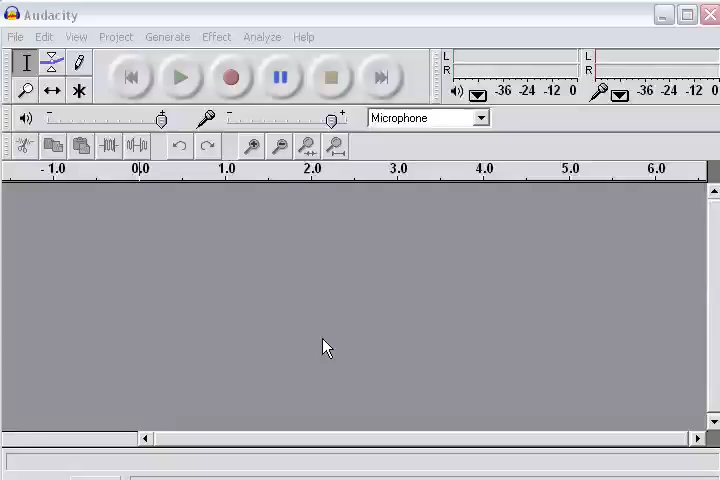 Audacity
File Edit View Project Generate Effect Analyze Help
L
R
-36 -24 -12 0
L
R
-36 -24 -12 0
- + - + Microphone
- 1.0 0.0 1.0 2.0 3.0 4.0 5.0 6.0